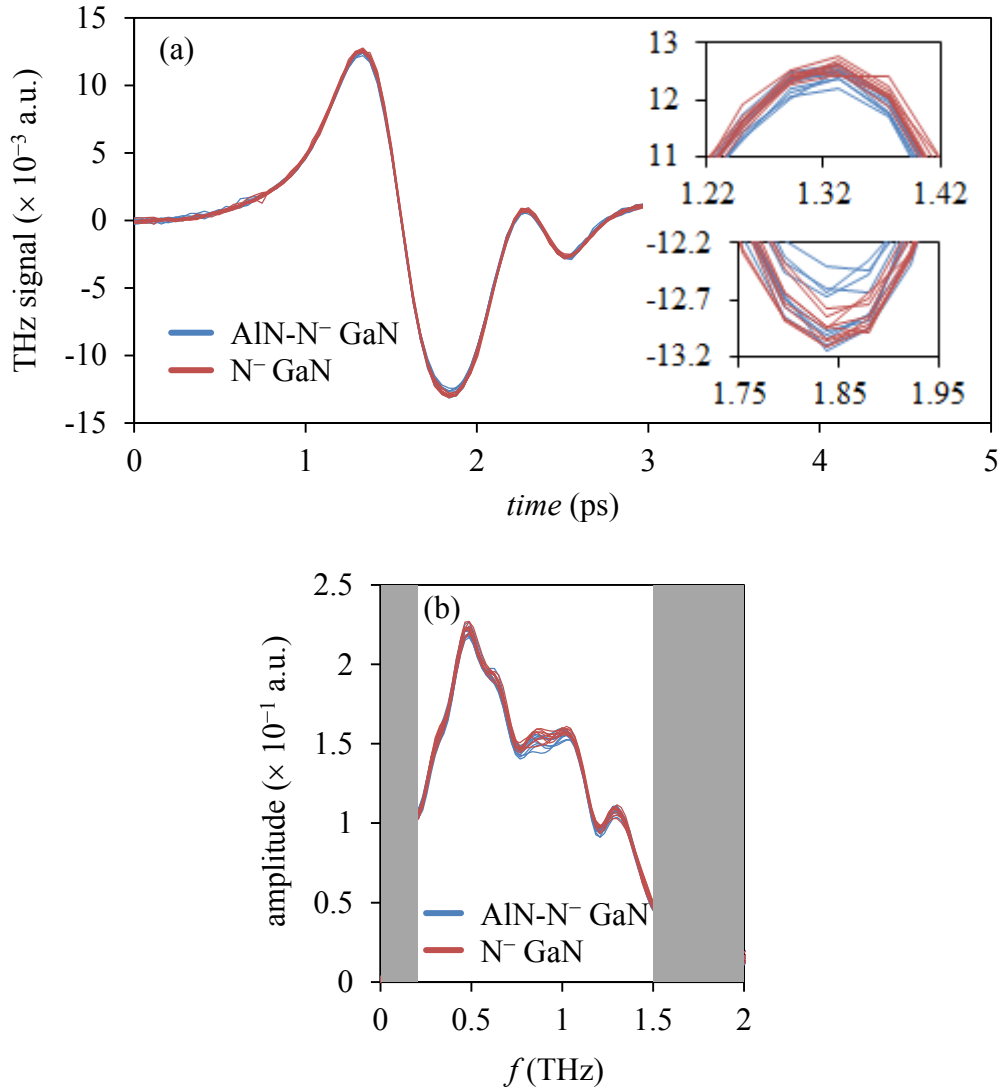 (a)
THz signal (× 10⁻³ a.u.)
15
10
5
0
-5
-10
-15
AlN-N⁻ GaN
N⁻ GaN
13
12
11
1.22 1.32 1.42
-12.2
-12.7
-13.2
1.75 1.85 1.95
0 1 2 3 4 5
time (ps)
(b)
amplitude (× 10⁻¹ a.u.)
2.5
2
1.5
1
0.5
0
AlN-N⁻ GaN
N⁻ GaN
0 0.5 1 1.5 2
f (THz)